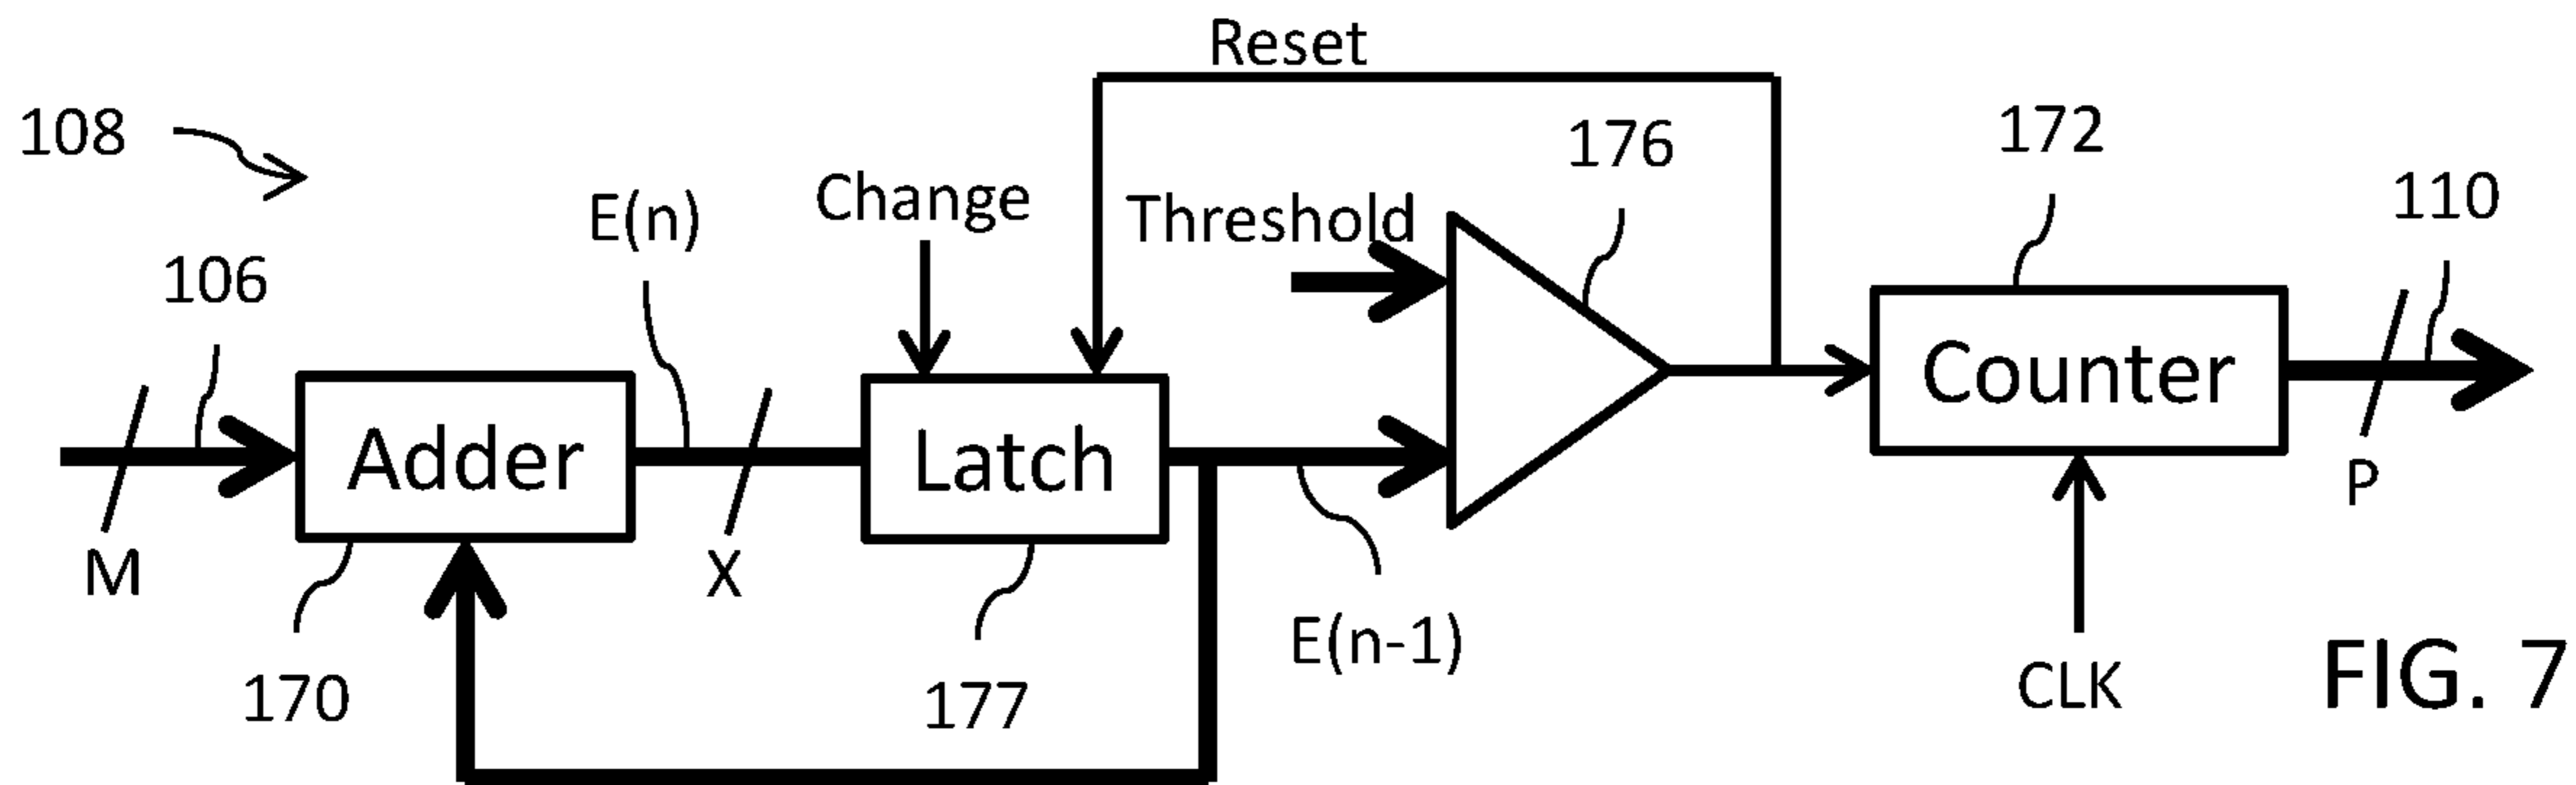 Reset
108
172
176
Change
Threshold
110
E(n)
106
Adder
Latch
Counter
M
X
P
E(n-1)
170
177
CLK
FIG. 7